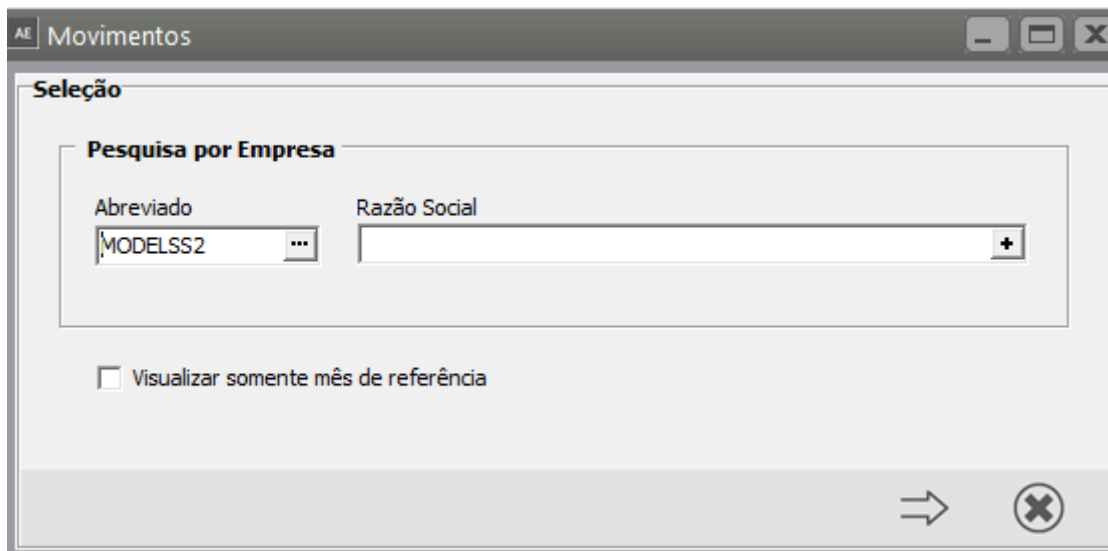 AE Movimentos
Seleção
Pesquisa por Empresa
Abreviado Razão Social
MODELSS2 ... +
Visualizar somente mês de referência